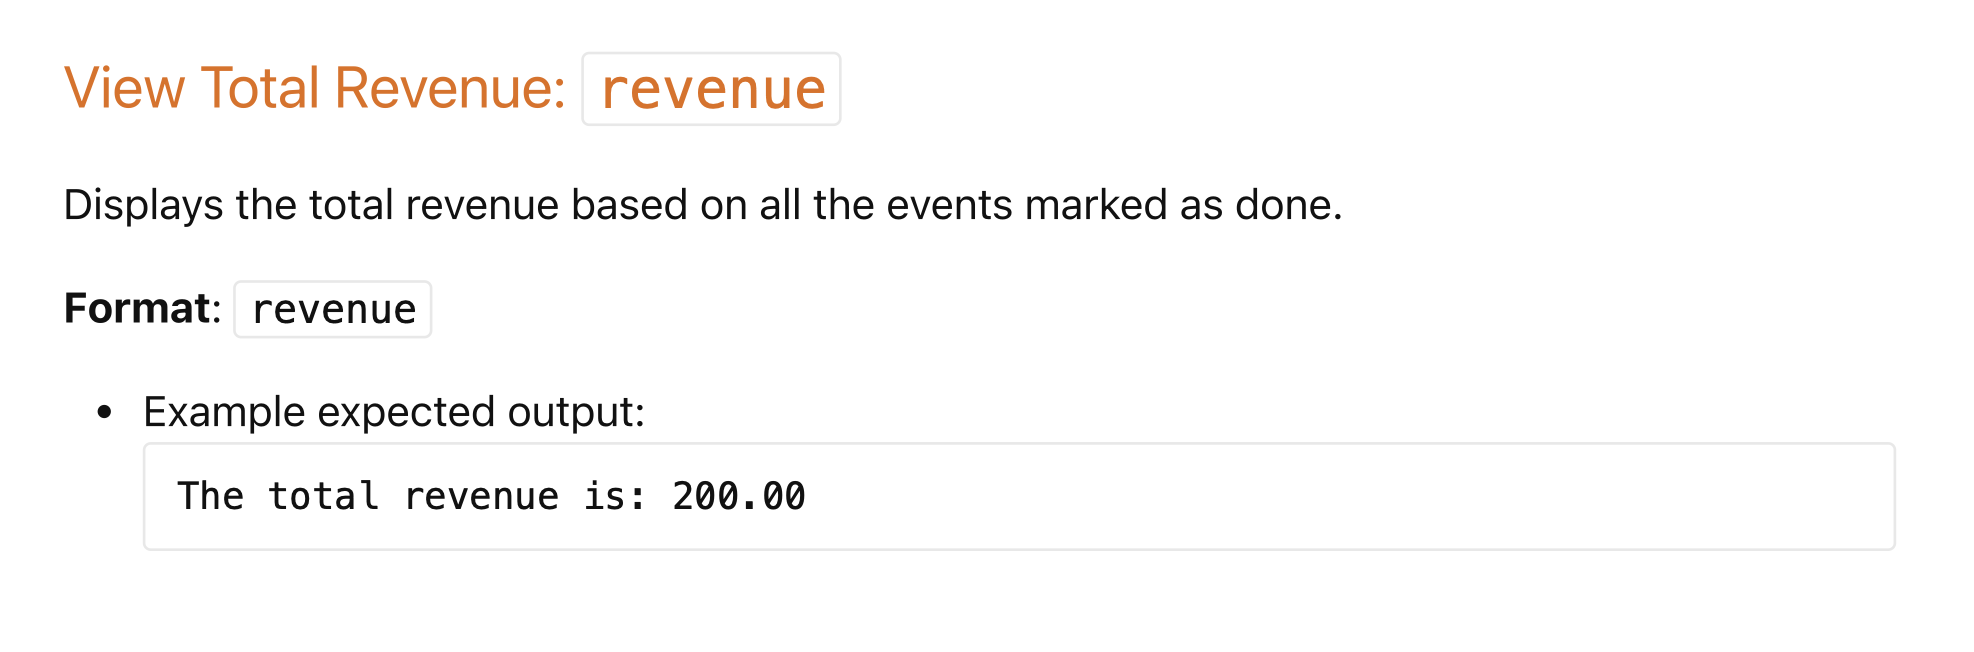 View Total Revenue: revenue
Displays the total revenue based on all the events marked as done.
Format: revenue
• Example expected output:
The total revenue is: 200.00